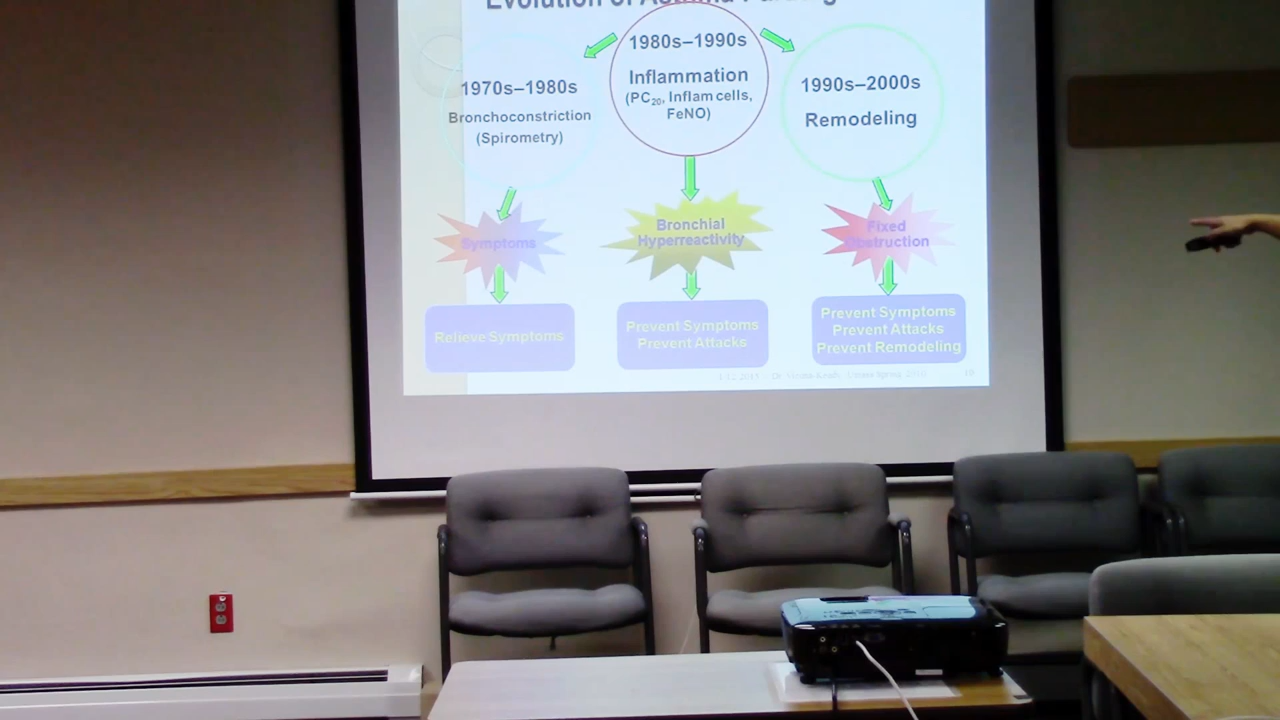 Evolution of Asthma
1980s–1990s
Inflammation
(PC20, Inflam cells,
FeNO)
1970s–1980s
Bronchoconstriction
(Spirometry)
1990s–2000s
Remodeling
Symptoms
Bronchial
Hyperreactivity
Fixed
Obstruction
Relieve Symptoms
Prevent Symptoms
Prevent Attacks
Prevent Symptoms
Prevent Attacks
Prevent Remodeling